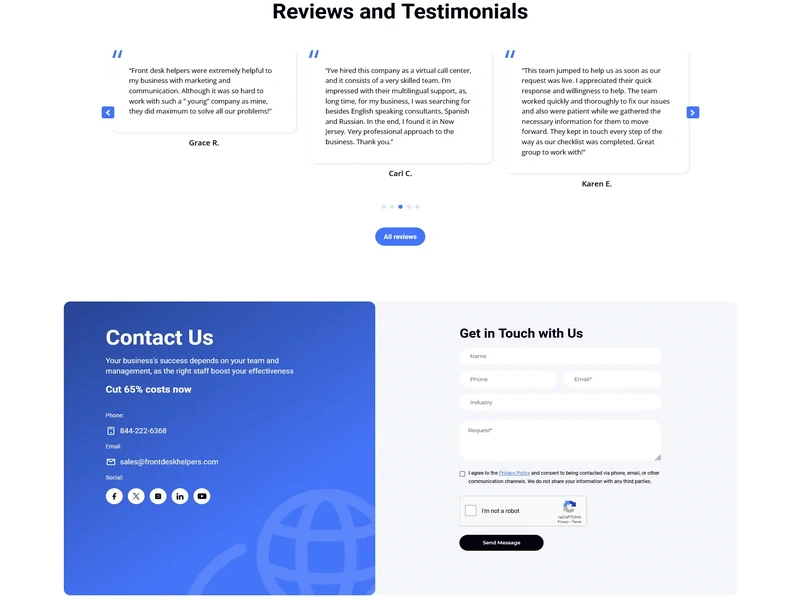 Reviews and Testimonials
“Front desk helpers were extremely helpful to
my business with marketing and
communication. Although it was so hard to
work with such a “ young” company as mine,
they did maximum to solve all our problems!”
Grace R.
“I’ve hired this company as a virtual call center,
and it consists of a very skilled team. I’m
impressed with their multilingual support, as,
long time, for my business, I was searching for
besides English speaking consultants, Spanish
and Russian. In the end, I found it in New
Jersey. Very professional approach to the
business. Thank you.”
Carl C.
“This team jumped to help us as soon as our
request was live. I appreciated their quick
response and willingness to help. The team
worked quickly and thoroughly to fix our issues
and also were patient while we gathered the
necessary information for them to move
forward. They kept in touch every step of the
way as our checklist was completed. Great
group to work with!”
Karen E.
All reviews
Contact Us
Your business's success depends on your team and
management, as the right staff boost your effectiveness
Cut 65% costs now
Phone:
844-222-6368
Email:
sales@frontdeskhelpers.com
Social:
Get in Touch with Us
Name
Phone
Email*
Industry
Request*
I agree to the Privacy Policy and consent to being contacted via phone, email, or other
communication channels. We do not share your information with any third parties.
I'm not a robot
reCAPTCHA
Privacy - Terms
Send Message